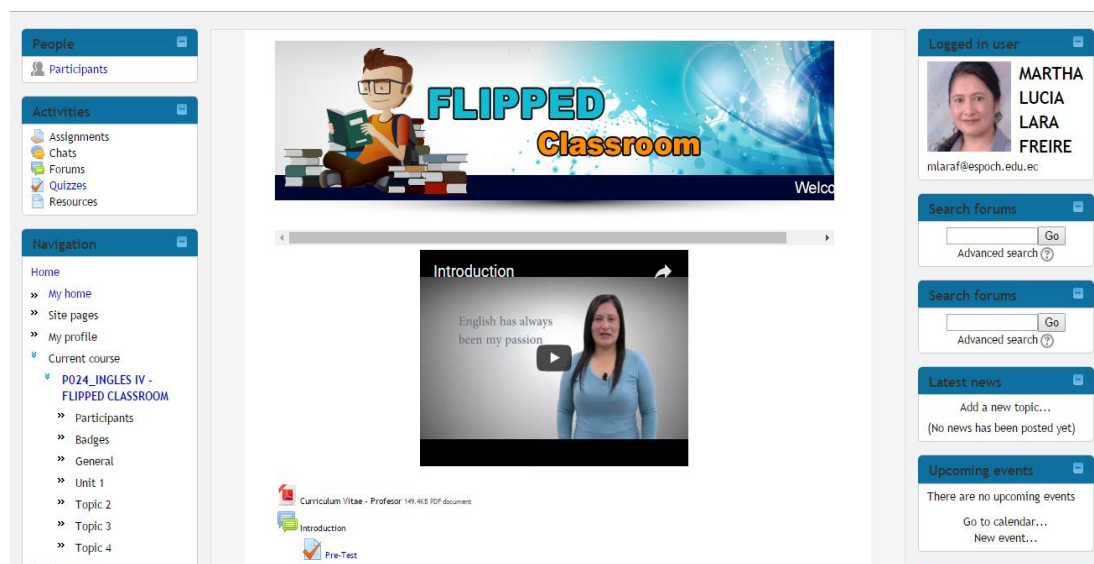 People
Participants
Activities
Assignments
Chats
Forums
Quizzes
Resources
Navigation
Home
My home
Site pages
My profile
Current course
P024_INGLES IV -
FLIPPED CLASSROOM
Participants
Badges
General
Unit 1
Topic 2
Topic 3
Topic 4
FLIPPED
Classroom
Welco
Introduction
English has always
been my passion
Curriculum Vitae - Profesor 149.4KB PDF document
Introduction
Pre-Test
Logged in user
MARTHA
LUCIA
LARA
FREIRE
mlaraf@espoch.edu.ec
Search forums
Go
Advanced search
Search forums
Go
Advanced search
Latest news
Add a new topic...
(No news has been posted yet)
Upcoming events
There are no upcoming events
Go to calendar...
New event...